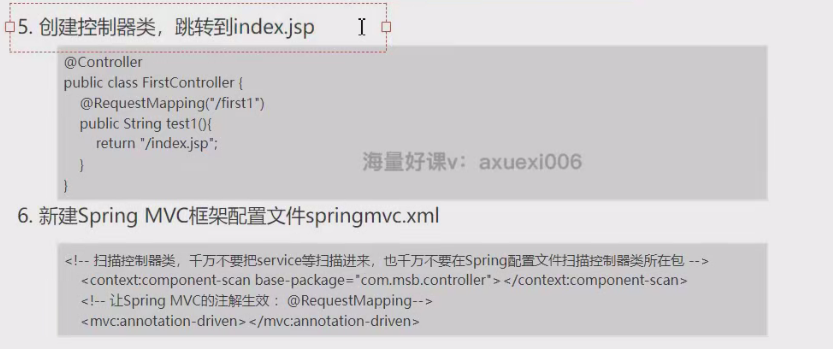 5. 创建控制器类，跳转到index.jsp
@Controller
public class FirstController {
@RequestMapping("/first1")
public String test1(){
return "/index.jsp";
}
}
海量好课v：axuexi006
6. 新建Spring MVC框架配置文件springmvc.xml
<!-- 扫描控制器类，千万不要把service等扫描进来，也千万不要在Spring配置文件扫描控制器类所在包 -->
<context:component-scan base-package="com.msb.controller"></context:component-scan>
<!-- 让Spring MVC的注解生效 ：@RequestMapping-->
<mvc:annotation-driven></mvc:annotation-driven>